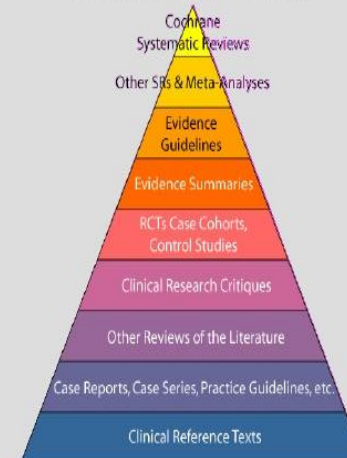 Cochrane
Systematic Reviews
Other SRs & Meta-Analyses
Evidence
Guidelines
Evidence Summaries
RCTs Case Cohorts,
Control Studies
Clinical Research Critiques
Other Reviews of the Literature
Case Reports, Case Series, Practice Guidelines, etc.
Clinical Reference Texts